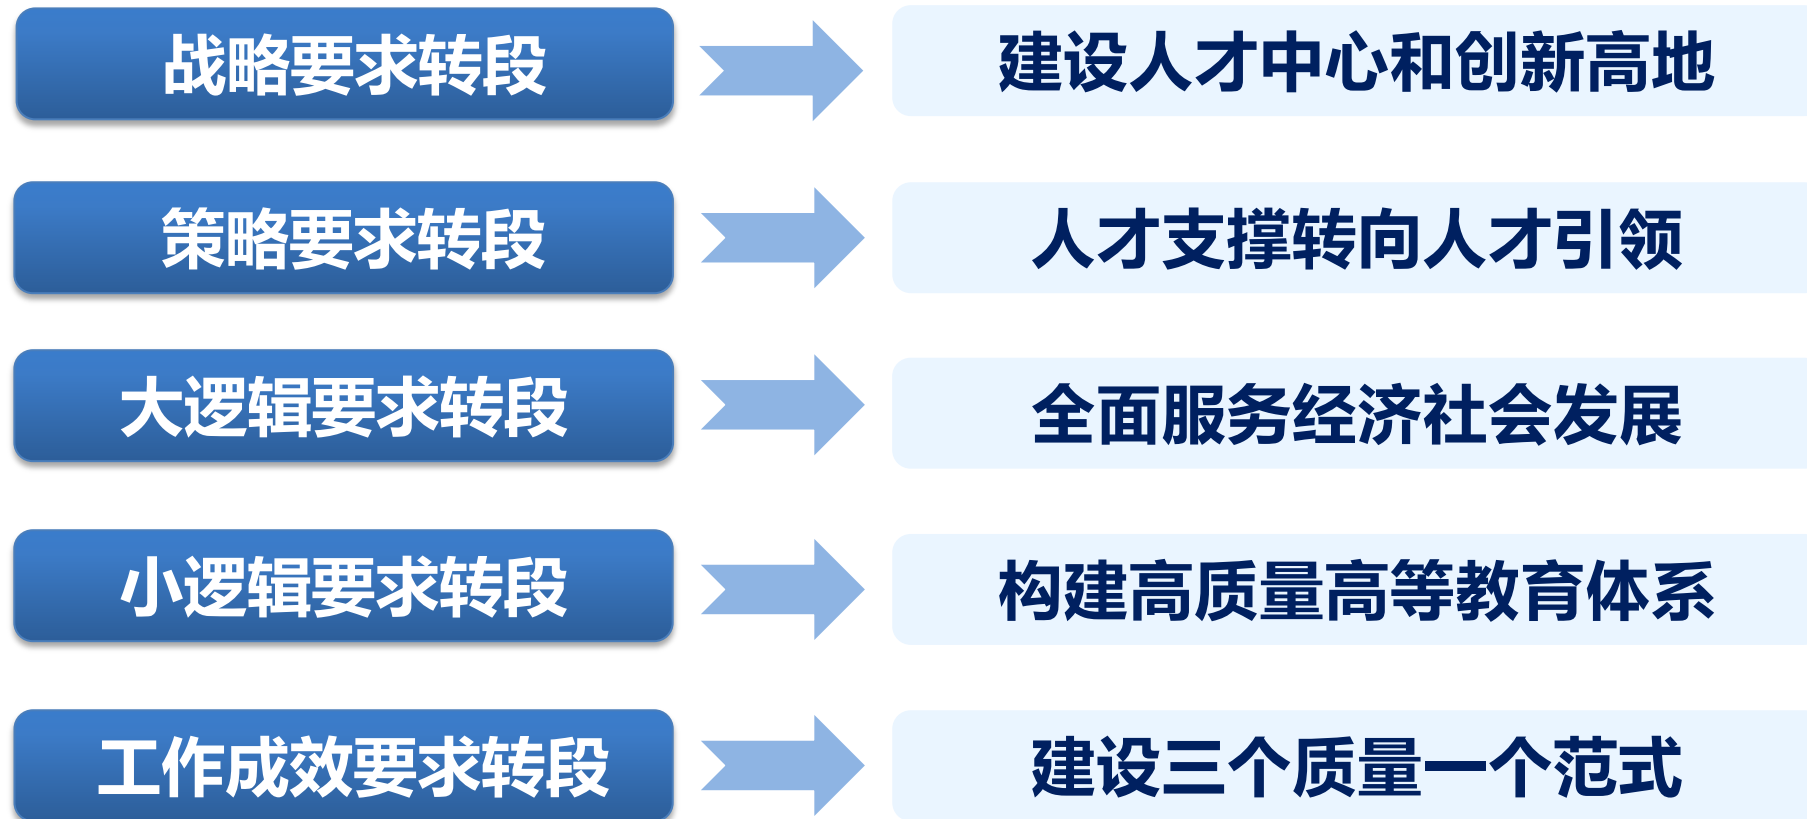 战略要求转段
建设人才中心和创新高地
策略要求转段
人才支撑转向人才引领
大逻辑要求转段
全面服务经济社会发展
小逻辑要求转段
构建高质量高等教育体系
工作成效要求转段
建设三个质量一个范式